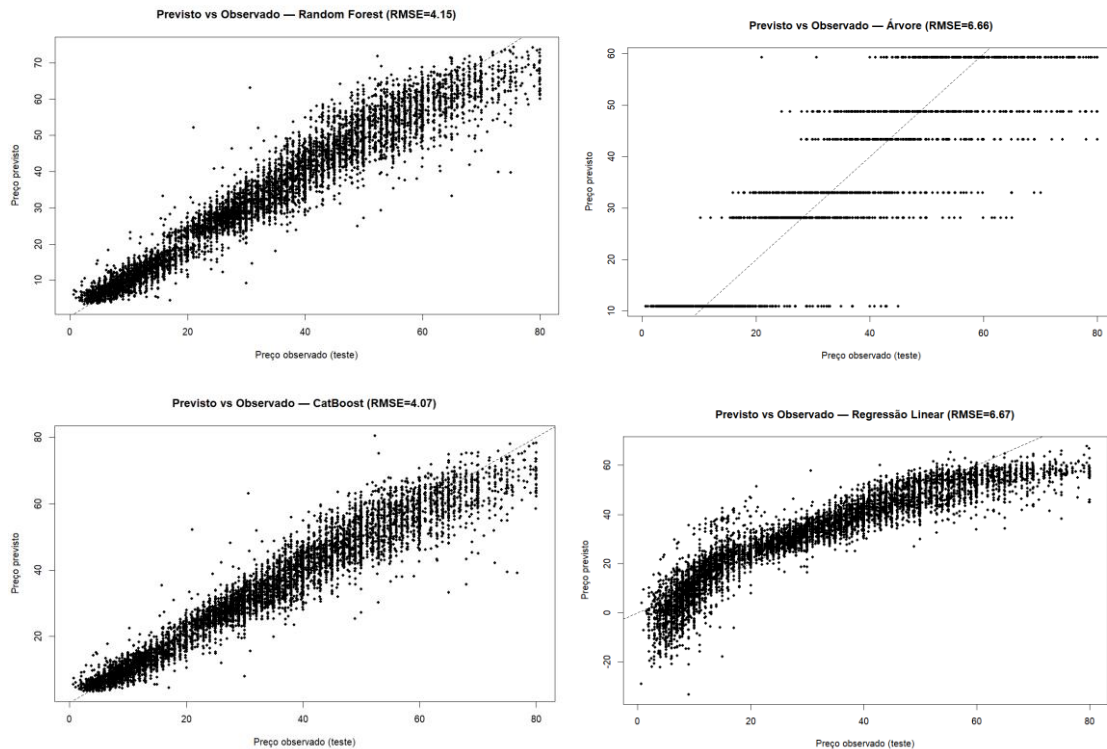 Previsto vs Observado — Random Forest (RMSE=4.15)
Preço previsto
70
60
50
40
30
20
10
0 20 40 60 80
Preço observado (teste)
Previsto vs Observado — Árvore (RMSE=6.66)
Preço previsto
60
50
40
30
20
10
0 20 40 60 80
Preço observado (teste)
Previsto vs Observado — CatBoost (RMSE=4.07)
Preço previsto
80
60
40
20
0 20 40 60 80
Preço observado (teste)
Previsto vs Observado — Regressão Linear (RMSE=6.67)
Preço previsto
60
40
20
0
-20
0 20 40 60 80
Preço observado (teste)